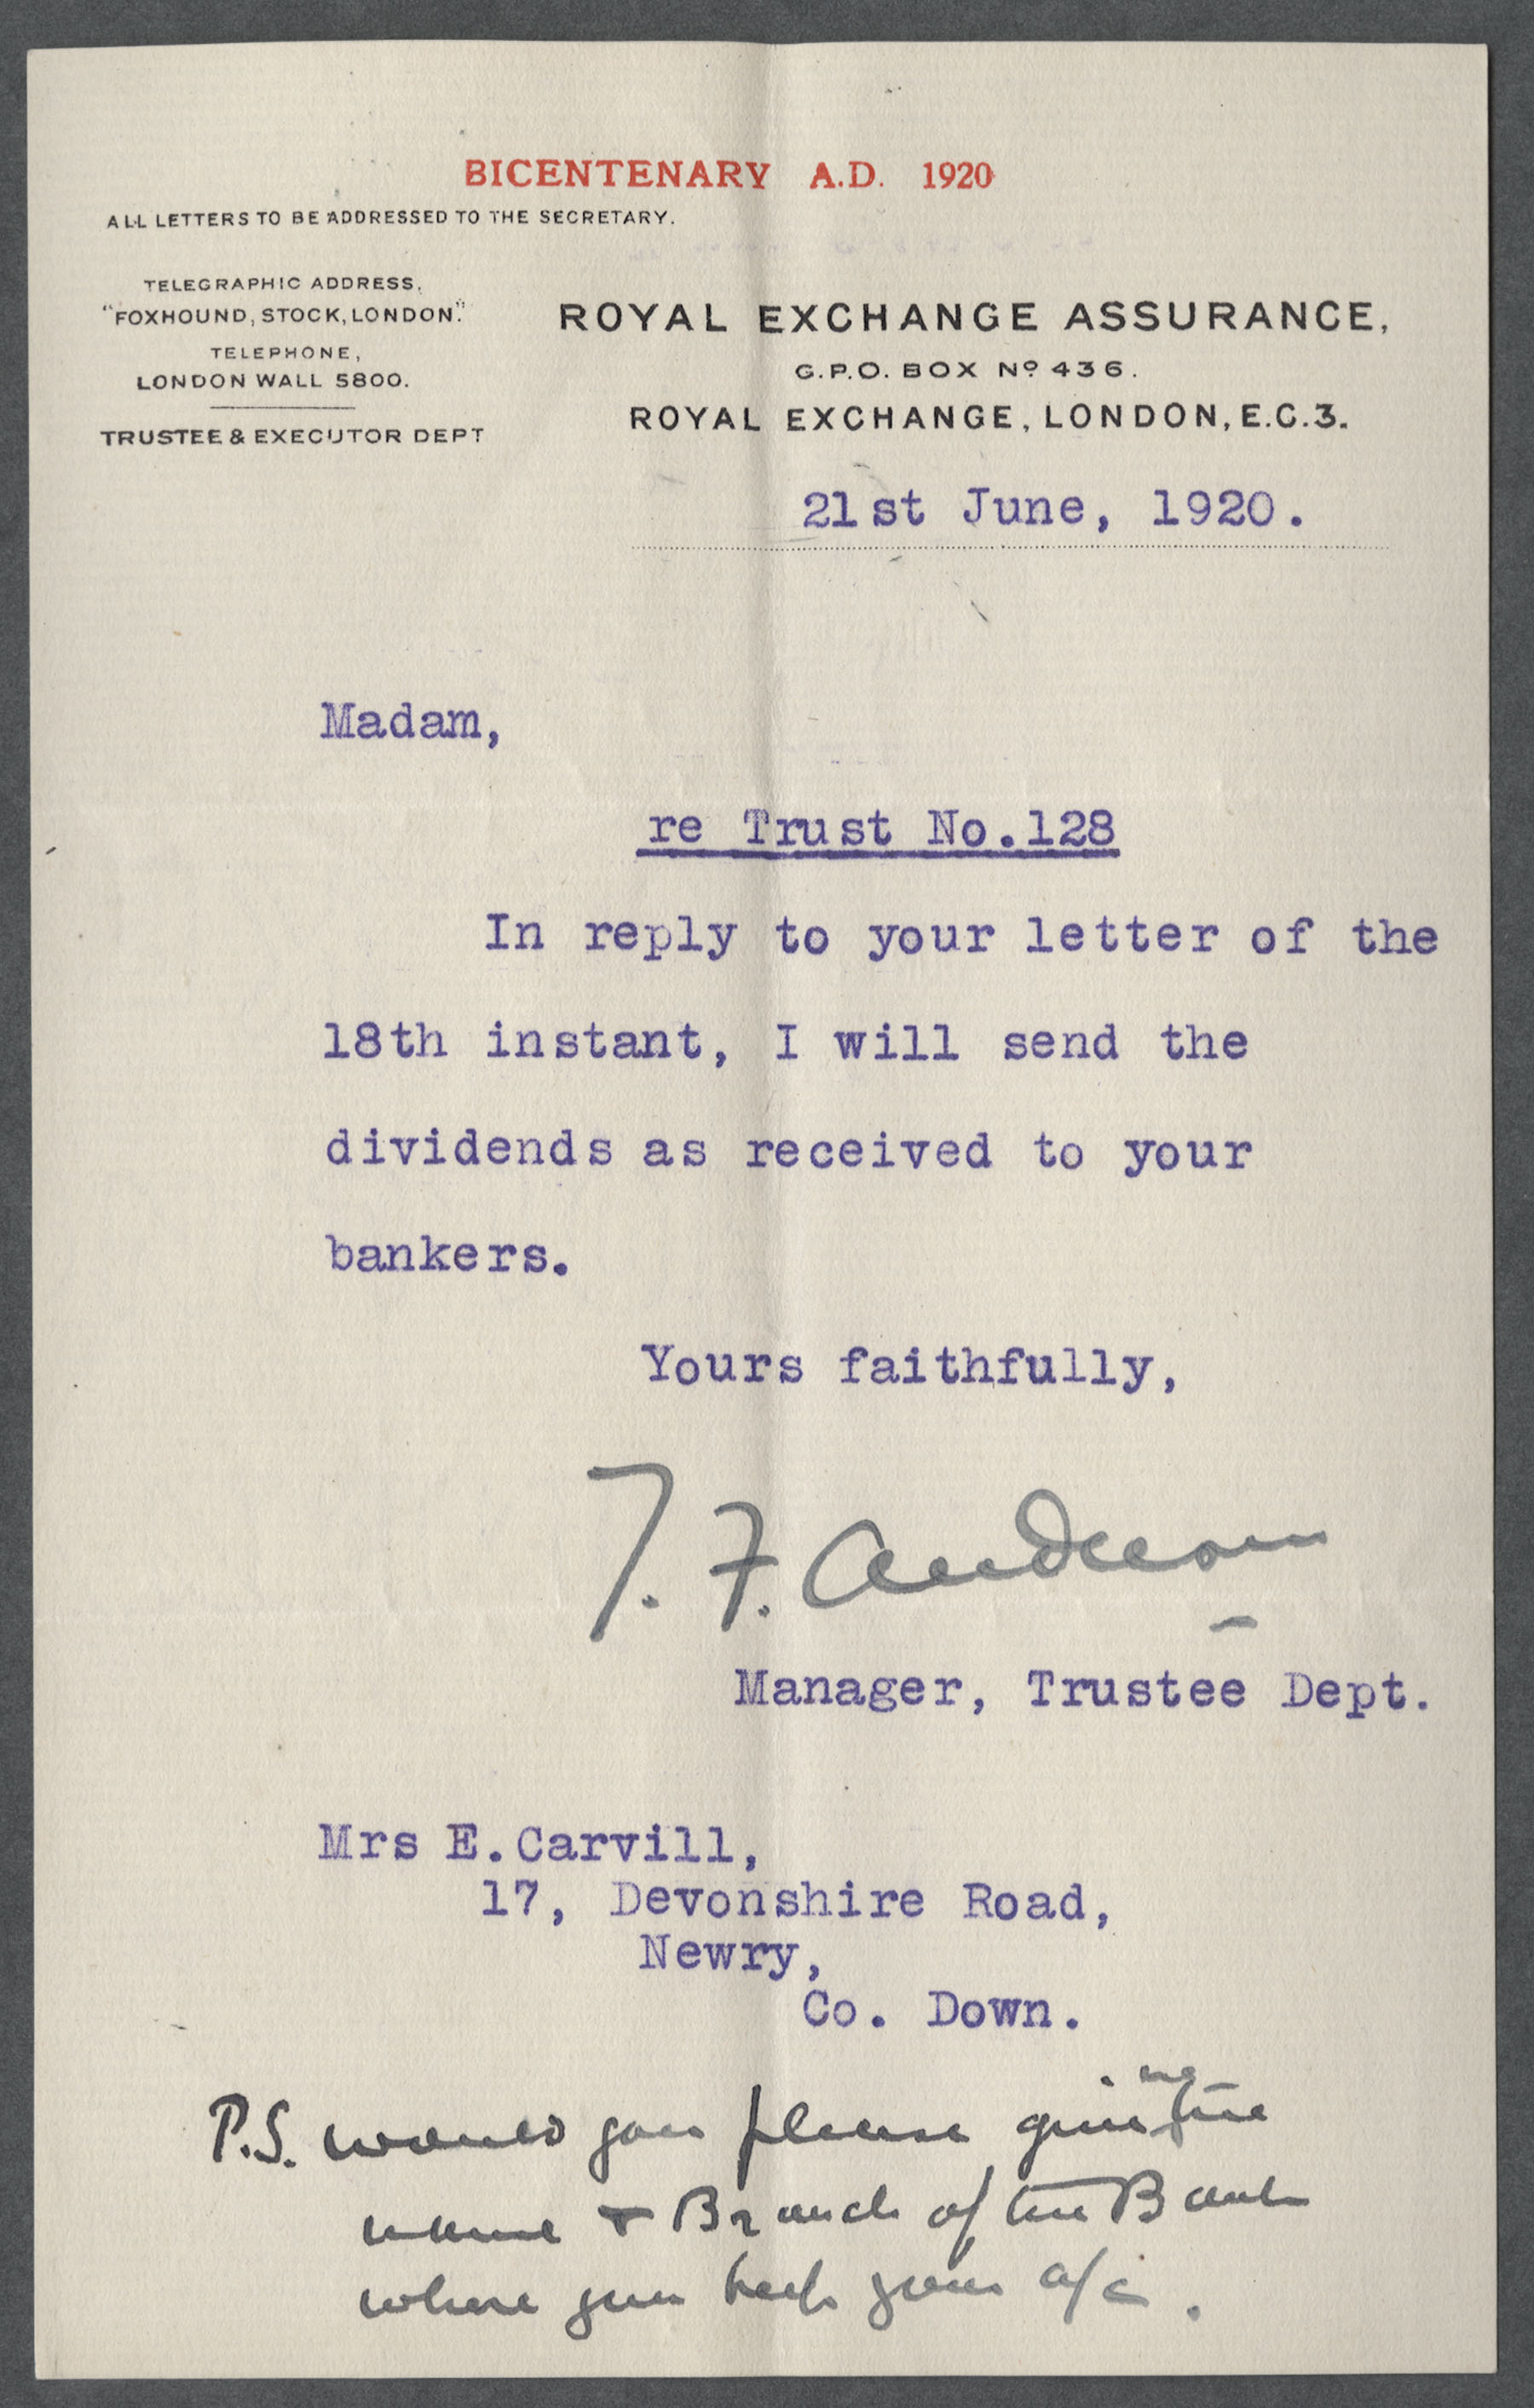 BICENTENARY A.D. 1920
ALL LETTERS TO BE ADDRESSED TO THE SECRETARY.
TELEGRAPHIC ADDRESS,
"FOXHOUND, STOCK, LONDON."
TELEPHONE,
LONDON WALL 5800.
TRUSTEE & EXECUTOR DEPT
ROYAL EXCHANGE ASSURANCE,
G.P.O. BOX Nº 436.
ROYAL EXCHANGE, LONDON, E.C.3.
21st June, 1920.
Madam,
re Trust No.128
In reply to your letter of the
18th instant, I will send the
dividends as received to your
bankers.
Yours faithfully,
T. F. Anderson
Manager, Trustee Dept.
Mrs E.Carvill,
17, Devonshire Road,
Newry,
Co. Down.
P.S. would you please give me the
name & Branch of the Bank
where you keep your a/c.